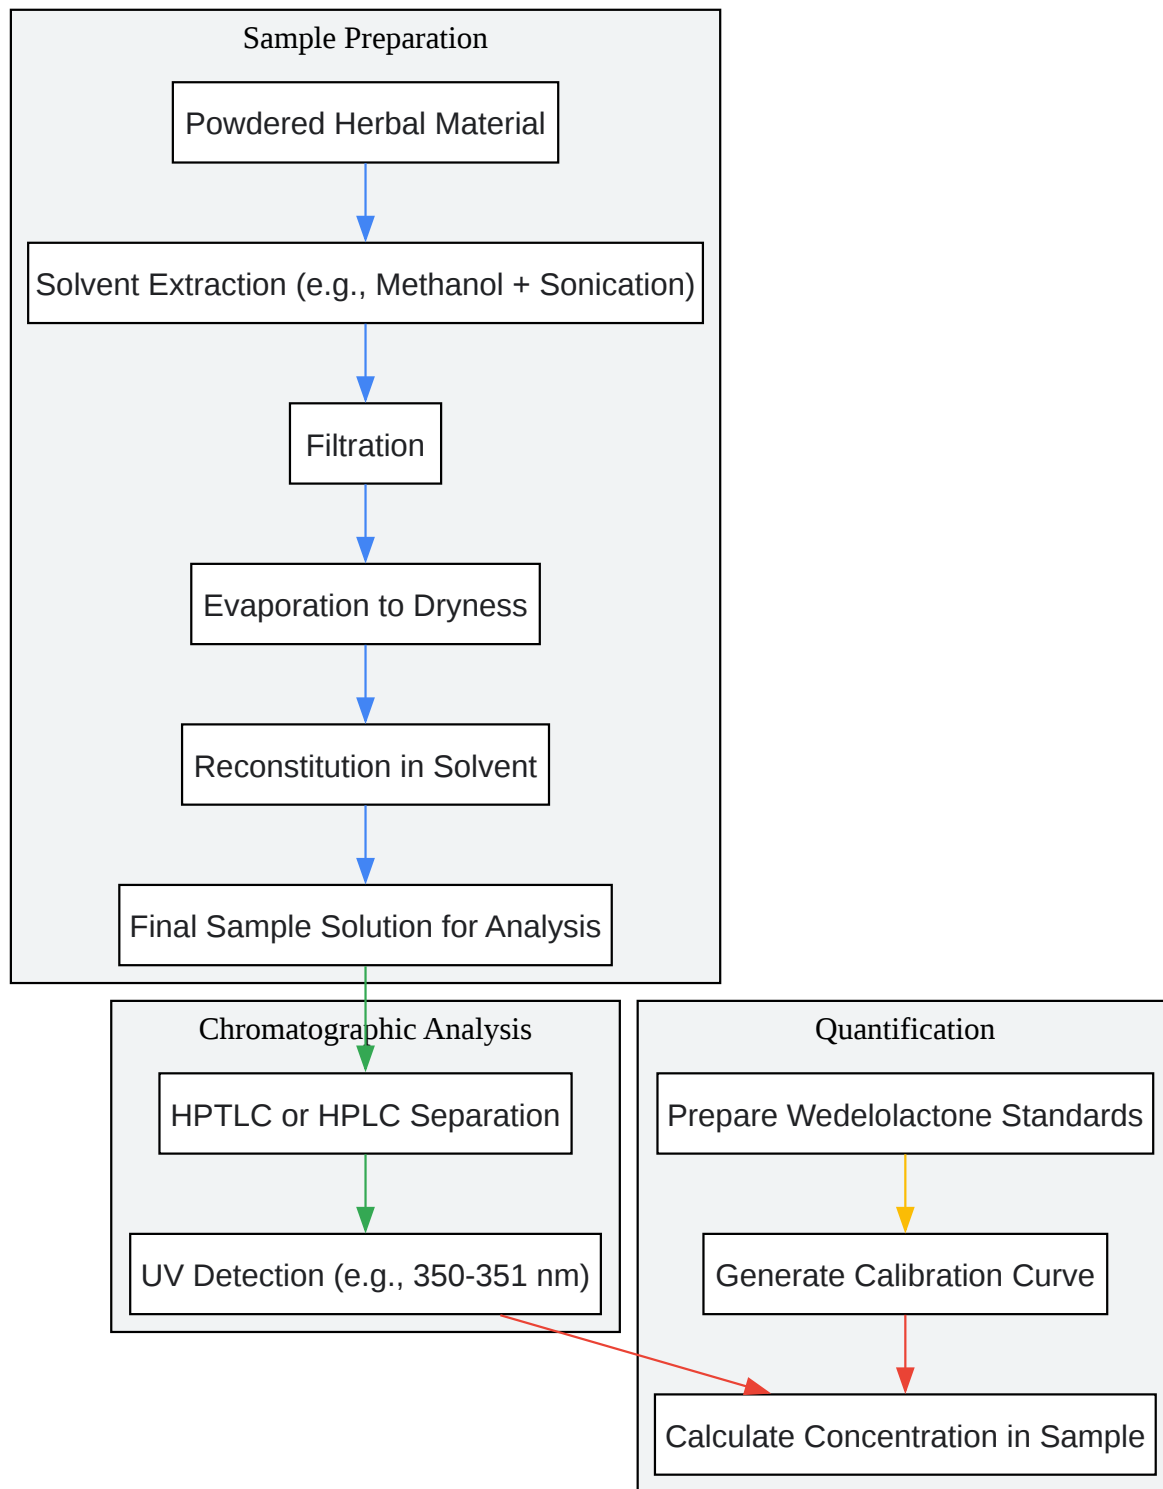 Sample Preparation
Powdered Herbal Material
Solvent Extraction (e.g., Methanol + Sonication)
Filtration
Evaporation to Dryness
Reconstitution in Solvent
Final Sample Solution for Analysis
Chromatographic Analysis
HPTLC or HPLC Separation
UV Detection (e.g., 350-351 nm)
Quantification
Prepare Wedelolactone Standards
Generate Calibration Curve
Calculate Concentration in Sample